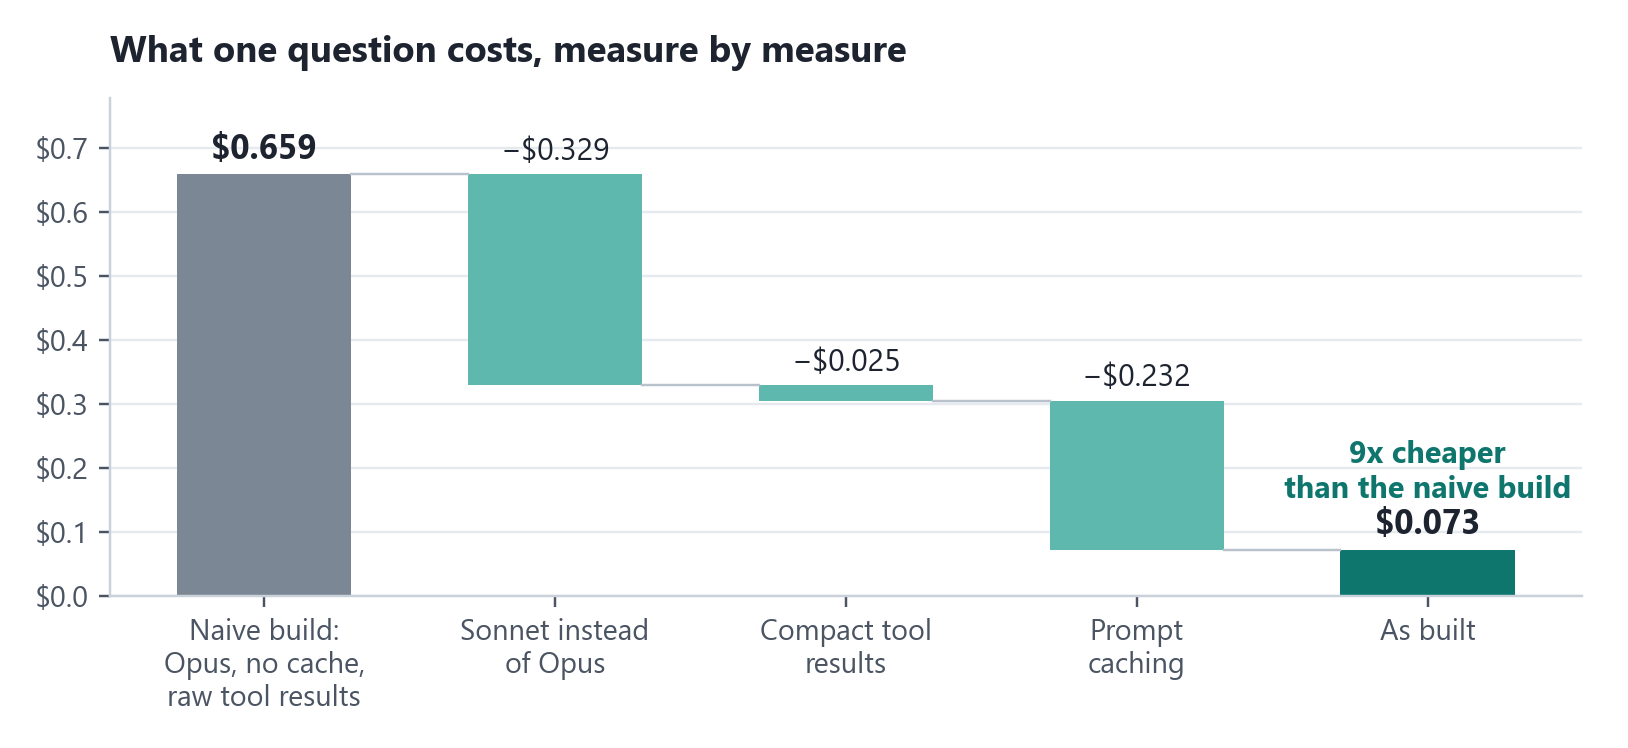 What one question costs, measure by measure
$0.7
$0.6
$0.5
$0.4
$0.3
$0.2
$0.1
$0.0
$0.659
−$0.329
−$0.025
−$0.232
9x cheaper
than the naive build
$0.073
Naive build:
Opus, no cache,
raw tool results
Sonnet instead
of Opus
Compact tool
results
Prompt
caching
As built